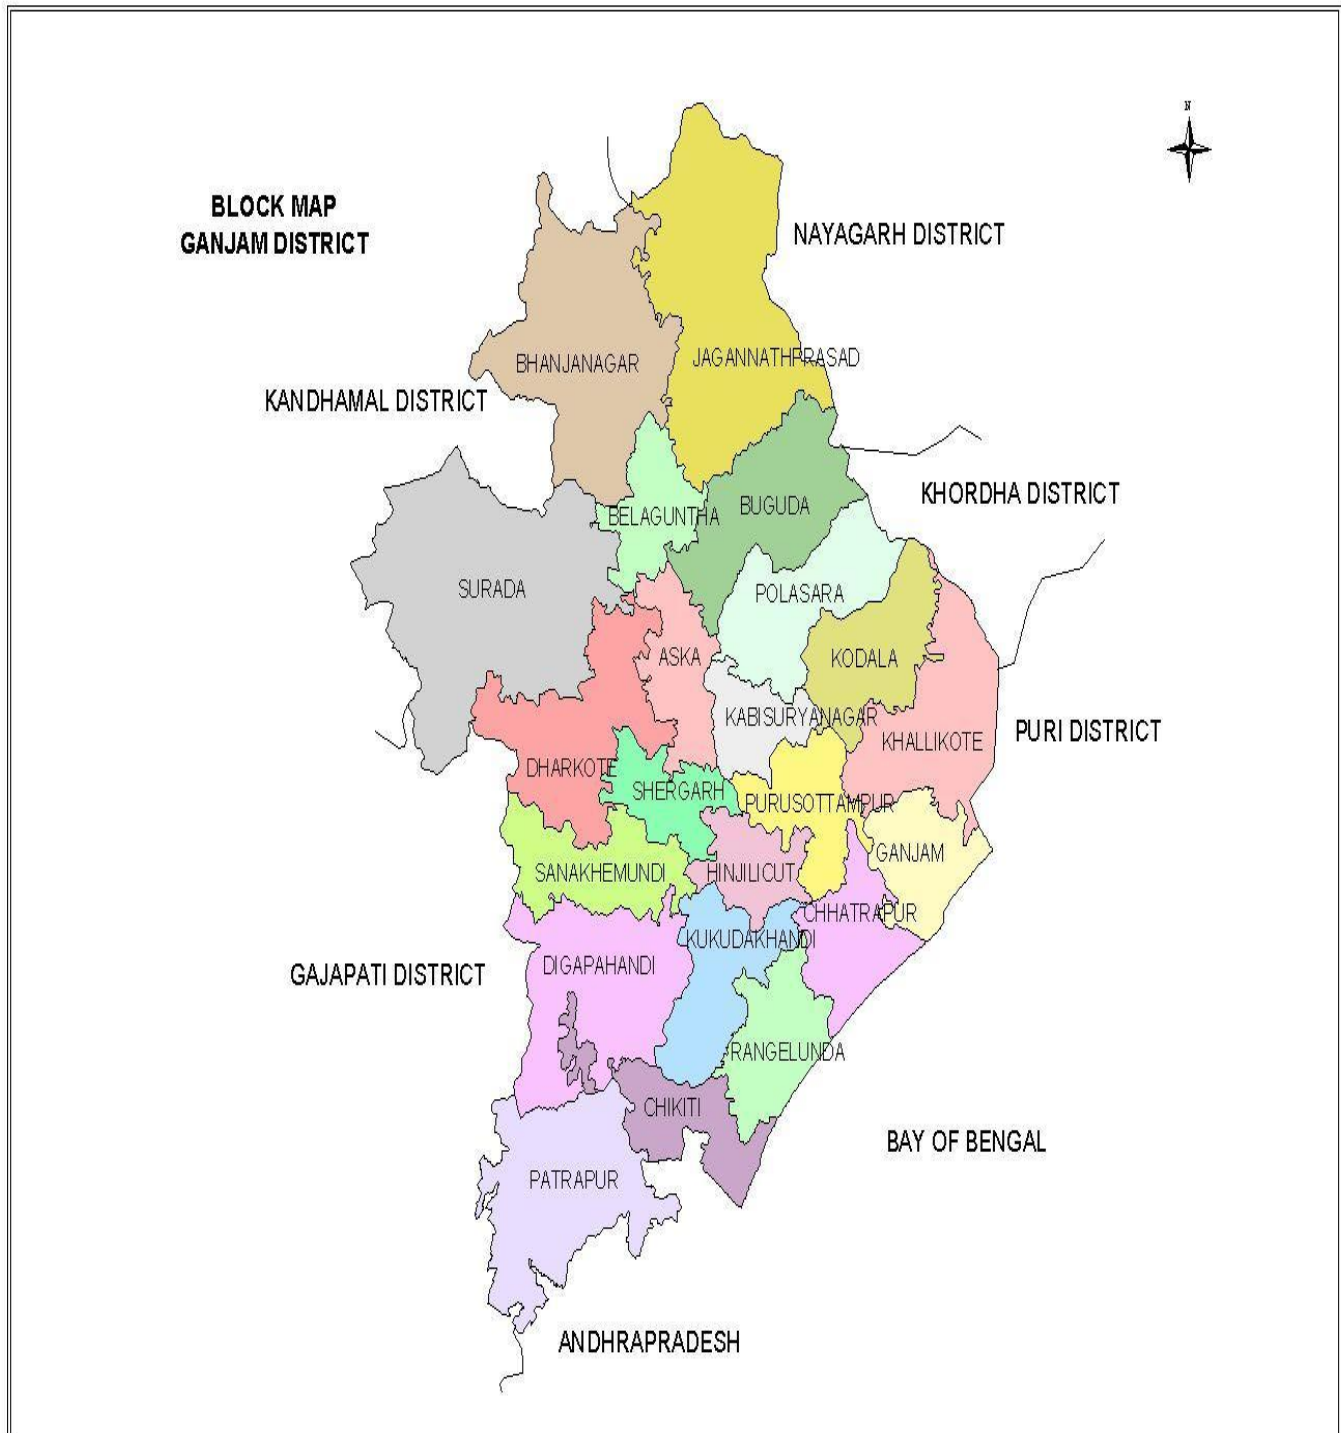 N
BLOCK MAP
GANJAM DISTRICT
NAYAGARH DISTRICT
BHANJANAGAR
JAGANNATHPRASAD
KANDHAMAL DISTRICT
KHORDHA DISTRICT
BUGUDA
BELAGUNTHA
SURADA
POLASARA
ASKA
KODALA
KABISURYANAGAR
PURI DISTRICT
KHALLIKOTE
DHARKOTE
SHERGARH
PURUSOTTAMPUR
GANJAM
SANAKHEMUNDI
HINJILICUT
CHHATRAPUR
KUKUDAKHANDI
DIGAPAHANDI
GAJAPATI DISTRICT
RANGELUNDA
CHIKITI
BAY OF BENGAL
PATRAPUR
ANDHRAPRADESH